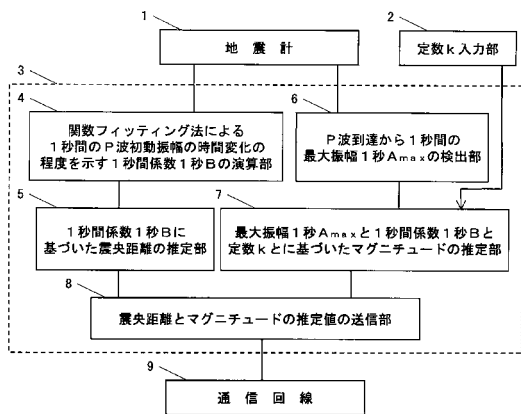 1
地震計
2
定数k入力部
3
4
関数フィッティング法による
1秒間のP波初動振幅の時間変化の
程度を示す1秒間係数1秒Bの演算部
6
P波到達から1秒間の
最大振幅1秒Amaxの検出部
5
1秒間係数1秒Bに
基づいた震央距離の推定部
7
最大振幅1秒Amaxと1秒間係数1秒Bと
定数kとに基づいたマグニチュードの推定部
8
震央距離とマグニチュードの推定値の送信部
9
通信回線